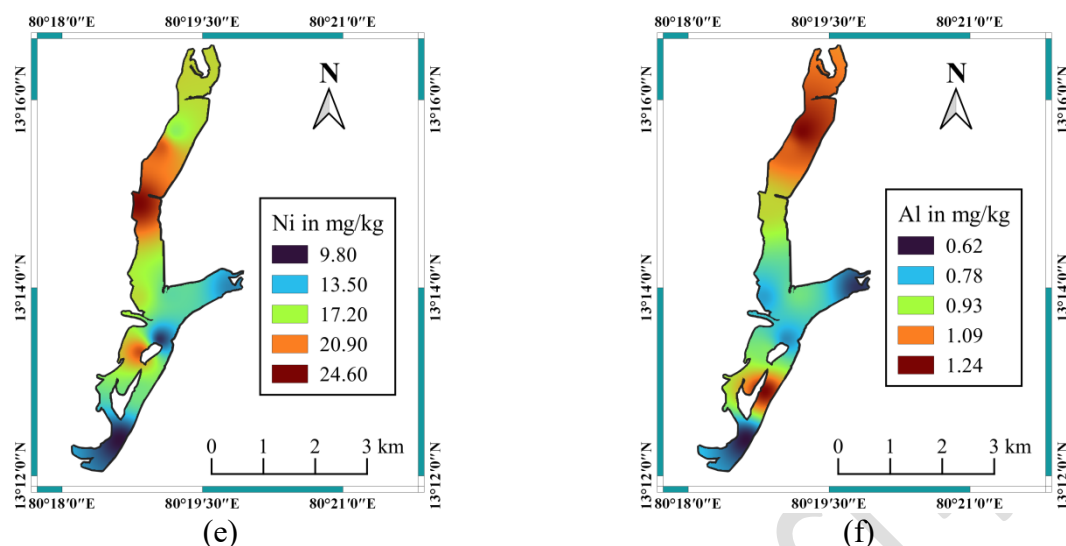 80°18'0"E 80°19'30"E 80°21'0"E
13°16'0"N
13°14'0"N
13°12'0"N
13°16'0"N
13°14'0"N
13°12'0"N
N
Ni in mg/kg
9.80
13.50
17.20
20.90
24.60
0 1 2 3 km
80°18'0"E 80°19'30"E 80°21'0"E
(e)
80°18'0"E 80°19'30"E 80°21'0"E
13°16'0"N
13°14'0"N
13°12'0"N
13°16'0"N
13°14'0"N
13°12'0"N
N
Al in mg/kg
0.62
0.78
0.93
1.09
1.24
0 1 2 3 km
80°18'0"E 80°19'30"E 80°21'0"E
(f)